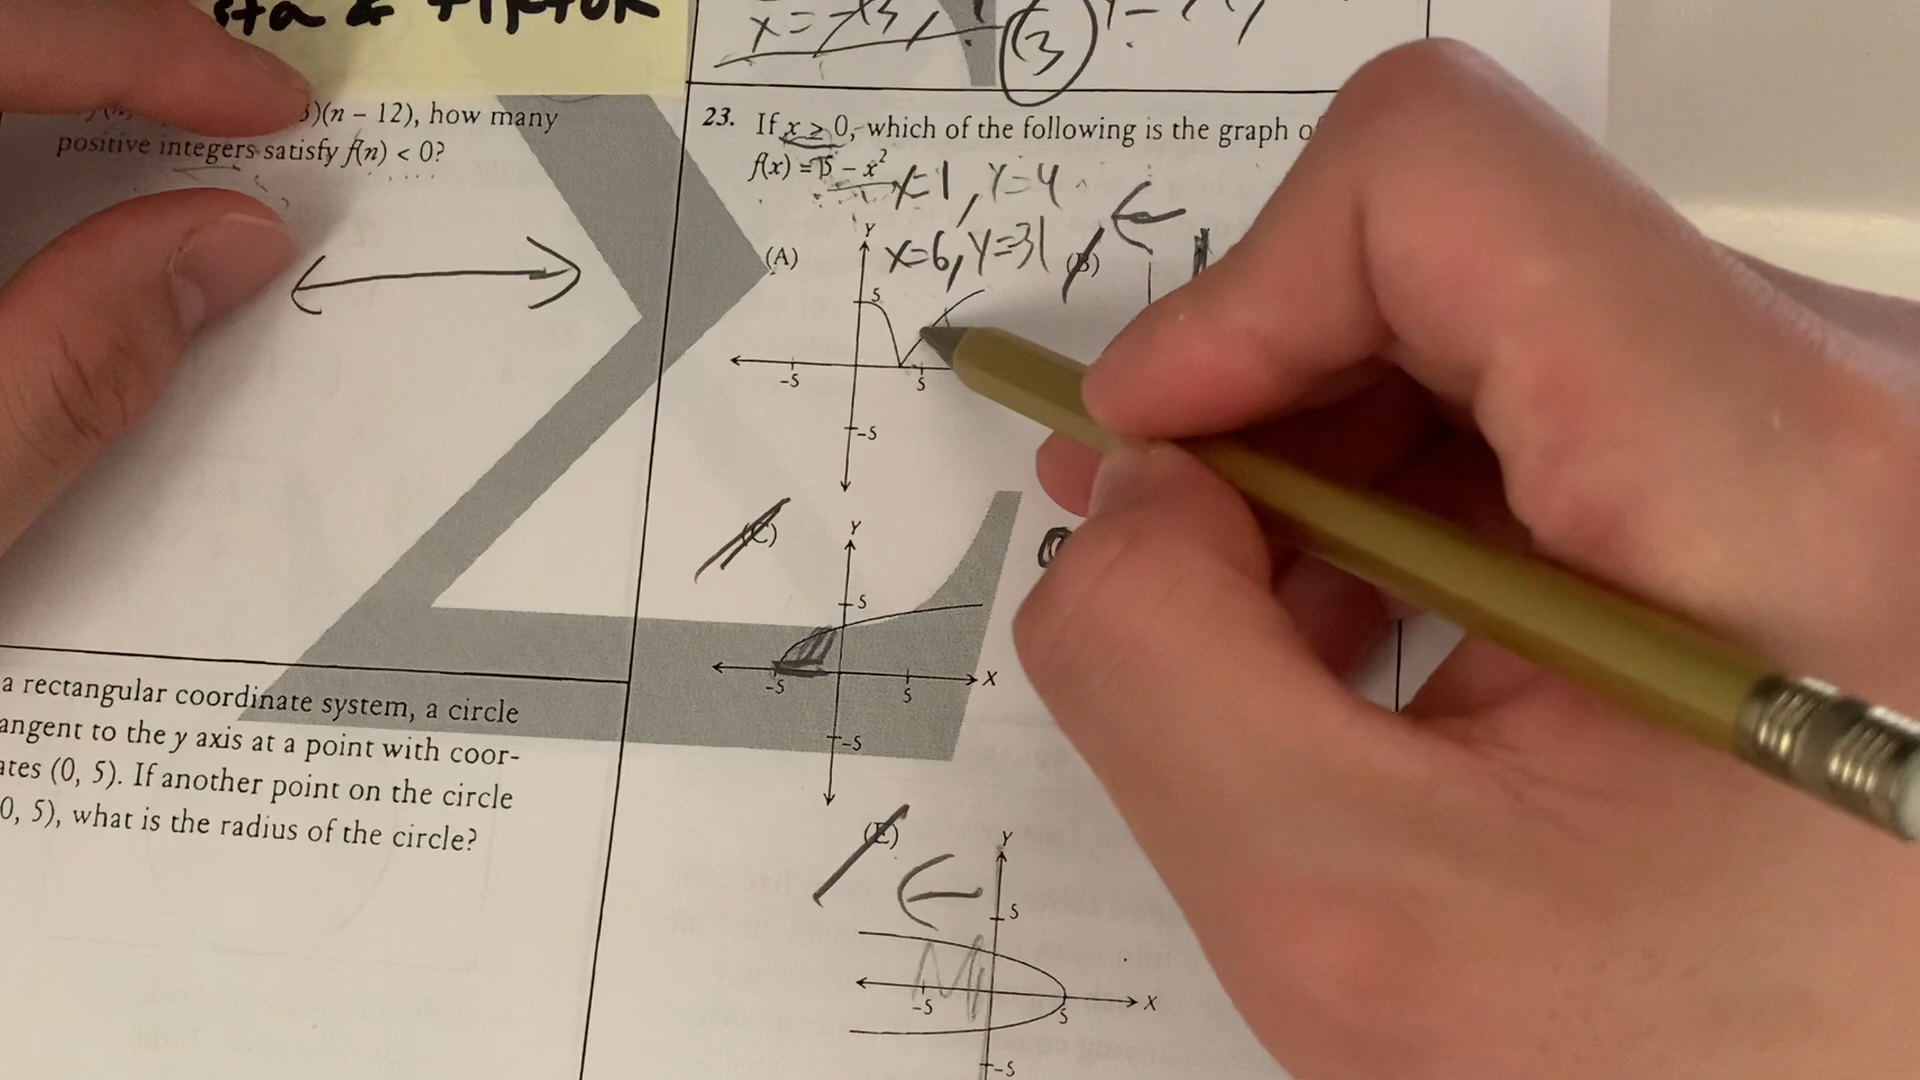 sta & TikTok
)(n – 12), how many
positive integers satisfy f(n) < 0?
x=
3
Y=
23. If x ≥ 0, which of the following is the graph
f(x) = 5 – x²
x=1, Y=4
x=6, Y=31
(A)
Y
5
-5
5
-5
(B)
(C)
Y
5
-5
5
X
-5
a rectangular coordinate system, a circle
angent to the y axis at a point with coor-
ates (0, 5). If another point on the circle
0, 5), what is the radius of the circle?
(E)
Y
5
-5
5
X
-5